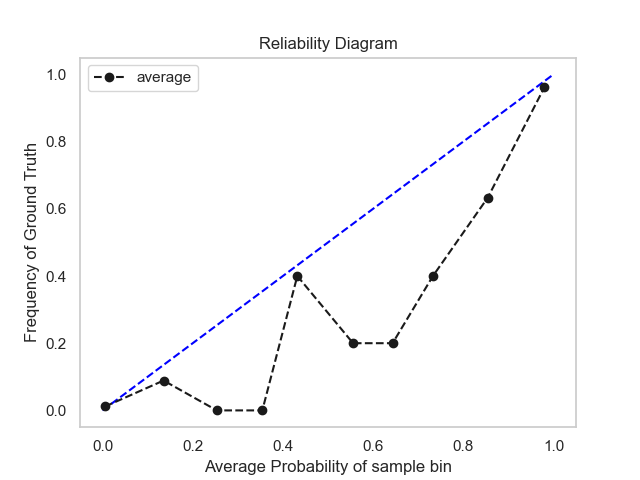 Reliability Diagram
average
Frequency of Ground Truth
1.0
0.8
0.6
0.4
0.2
0.0
0.0 0.2 0.4 0.6 0.8 1.0
Average Probability of sample bin